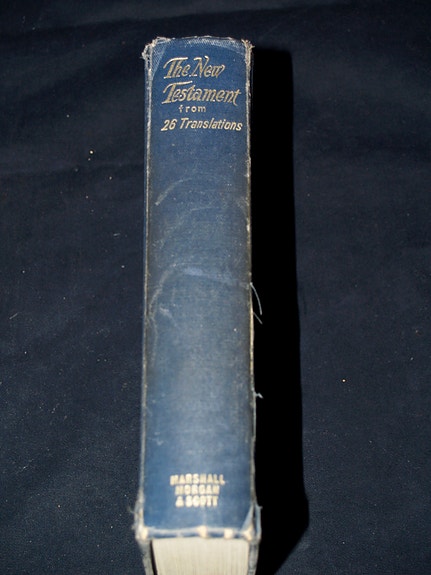 The New
Testament
from
26 Translations
MARSHALL
MORGAN
& SCOTT